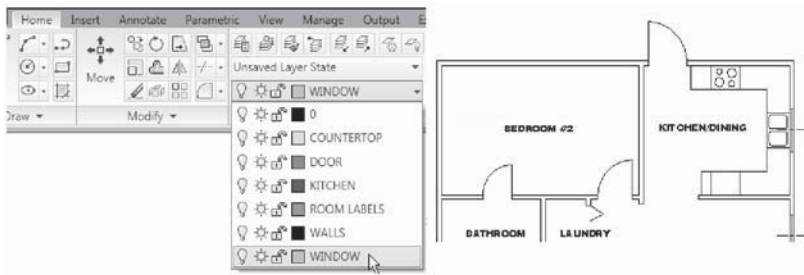 Home Insert Annotate Parametric View Manage Output E
Move
Unsaved Layer State
WINDOW
Draw Modify
0
COUNTERTOP
DOOR
KITCHEN
ROOM LABELS
WALLS
WINDOW
BEDROOM #2
KITCHEN/DINING
BATHROOM
LAUNDRY